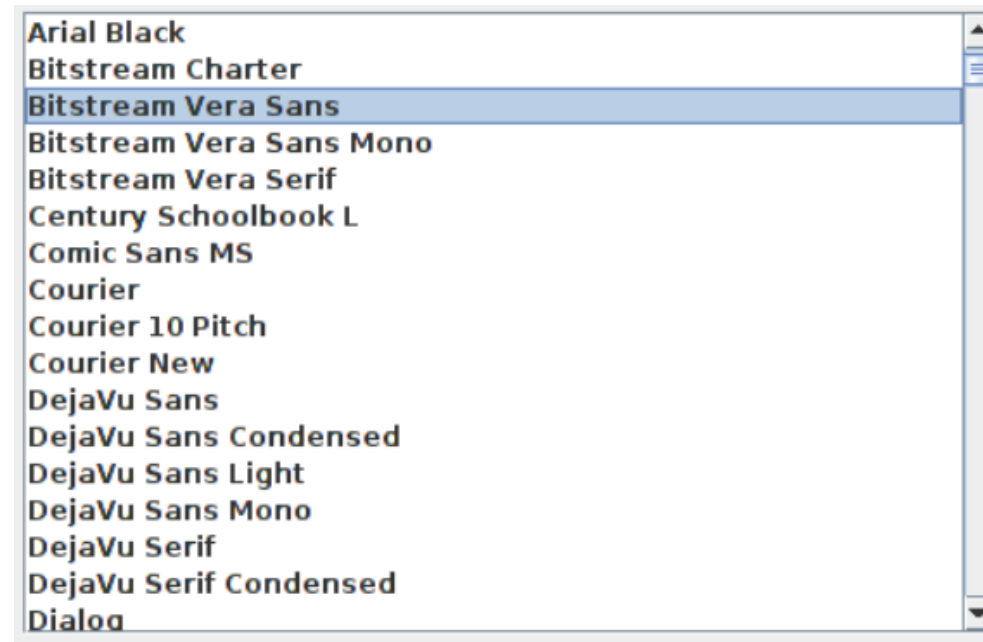 Arial Black
Bitstream Charter
Bitstream Vera Sans
Bitstream Vera Sans Mono
Bitstream Vera Serif
Century Schoolbook L
Comic Sans MS
Courier
Courier 10 Pitch
Courier New
DejaVu Sans
DejaVu Sans Condensed
DejaVu Sans Light
DejaVu Sans Mono
DejaVu Serif
DejaVu Serif Condensed
Dialog